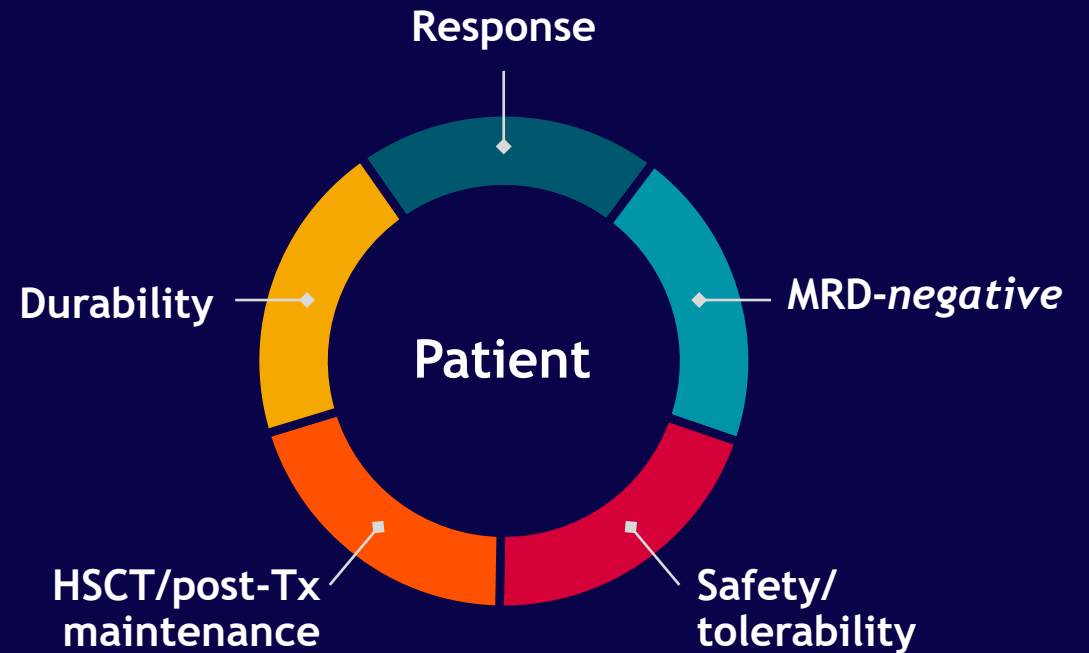 Response
Durability
MRD-negative
Patient
HSCT/post-Tx
maintenance
Safety/
tolerability